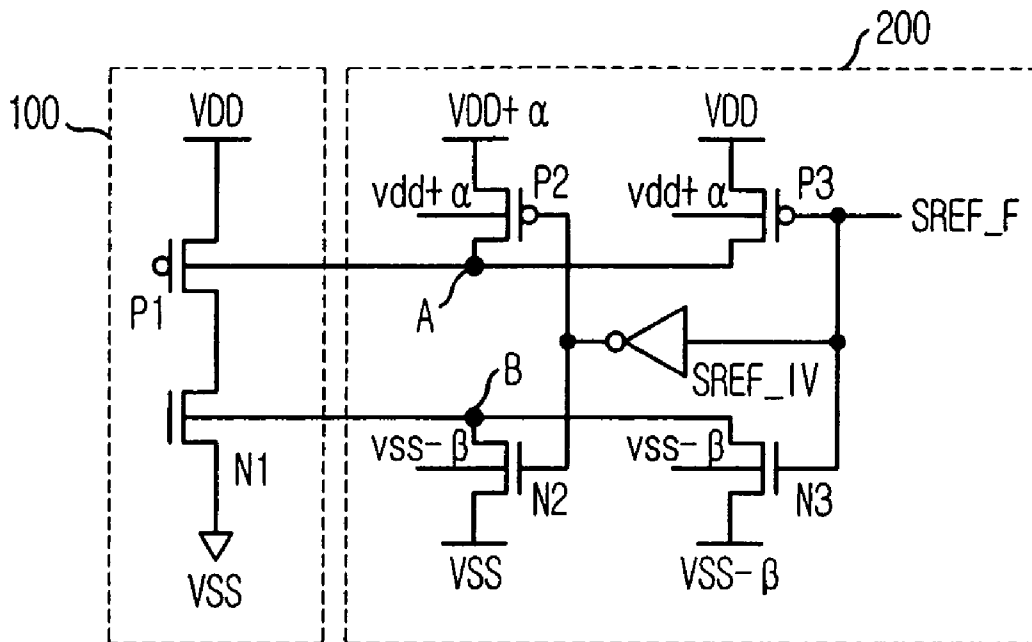 200
100
VDD
VDD+ α
VDD
vdd+ α
P2
vdd+ α
P3
SREF_F
P1
A
SREF_IV
B
N1
vss- β
N2
vss- β
N3
VSS
VSS
VSS- β